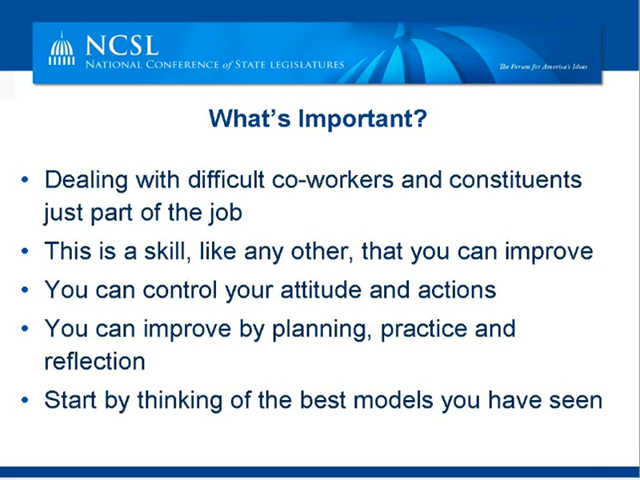 NCSL
NATIONAL CONFERENCE of STATE LEGISLATURES
The Forum for America's Ideas
What's Important?
• Dealing with difficult co-workers and constituents
just part of the job
• This is a skill, like any other, that you can improve
• You can control your attitude and actions
• You can improve by planning, practice and
reflection
• Start by thinking of the best models you have seen